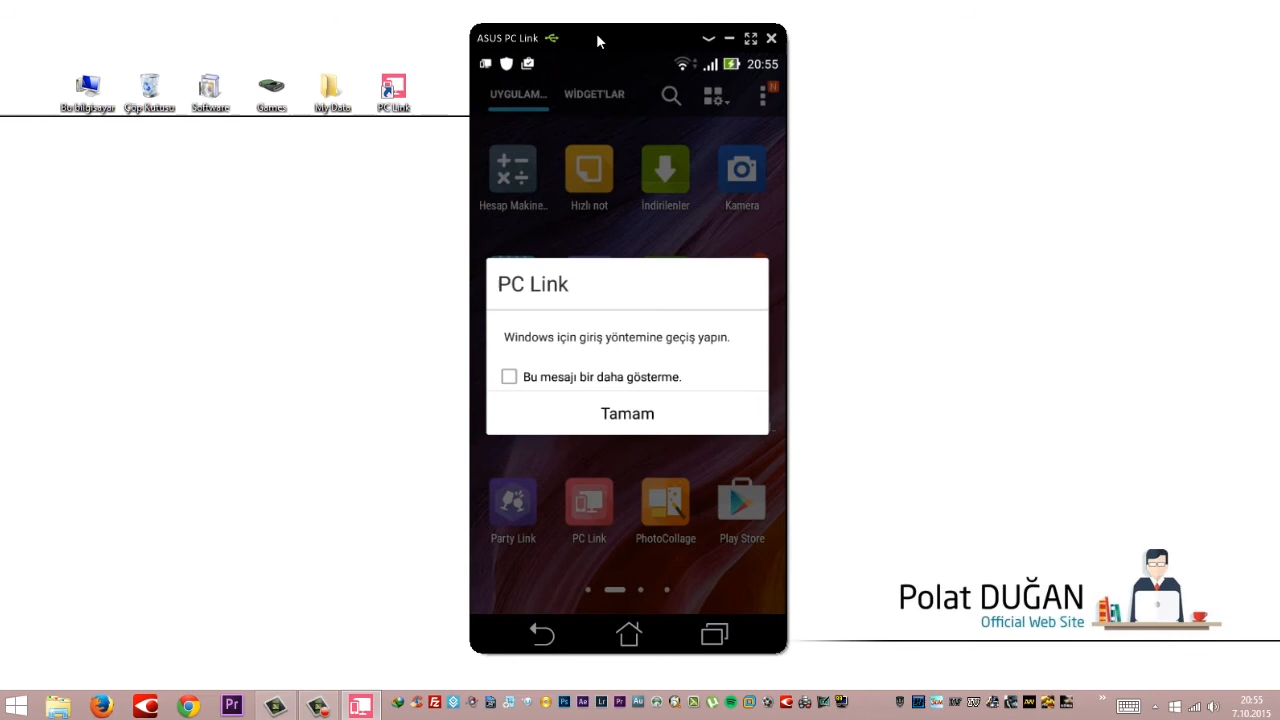 ASUS PC Link
20:55
UYGULAM...
WİDGET'LAR
N
Bu bilgisayar
Çöp Kutusu
Software
Games
My Data
PC Link
Hesap Makine..
Hızlı not
İndirilenler
Kamera
PC Link
Windows için giriş yöntemine geçiş yapın.
Bu mesajı bir daha gösterme.
Tamam
Party Link
PC Link
PhotoCollage
Play Store
Polat DUĞAN
Official Web Site
20:55
7.10.2015